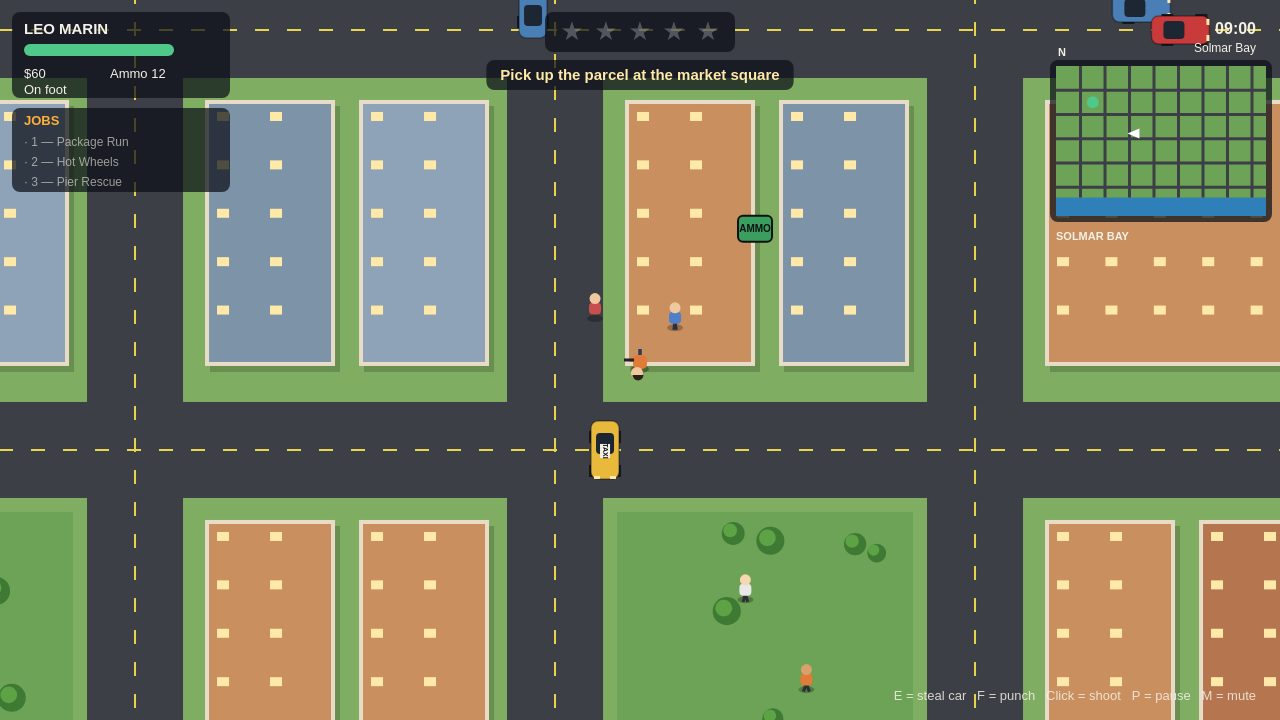 LEO MARIN
$60 Ammo 12
On foot
JOBS
· 1 — Package Run
· 2 — Hot Wheels
· 3 — Pier Rescue
★ ★ ★ ★ ★
Pick up the parcel at the market square
09:00
Solmar Bay
N
SOLMAR BAY
AMMO
TAXI
E = steal car F = punch Click = shoot P = pause M = mute